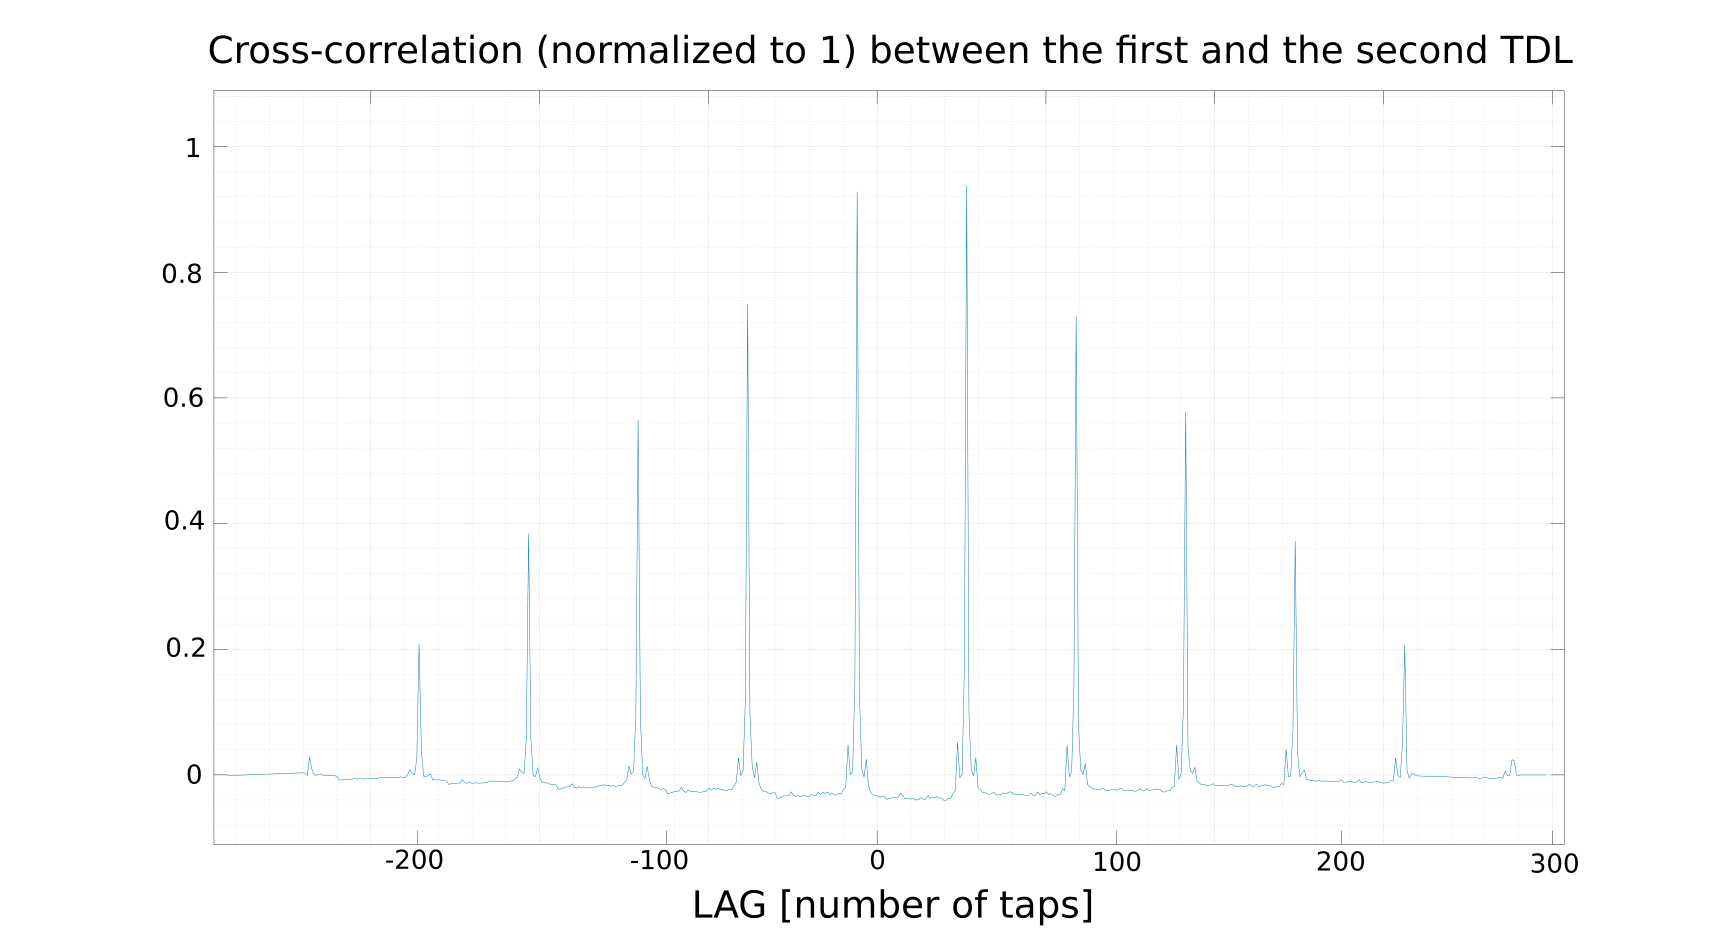 Cross-correlation (normalized to 1) between the first and the second TDL
1
0.8
0.6
0.4
0.2
0
-200 -100 0 100 200 300
LAG [number of taps]